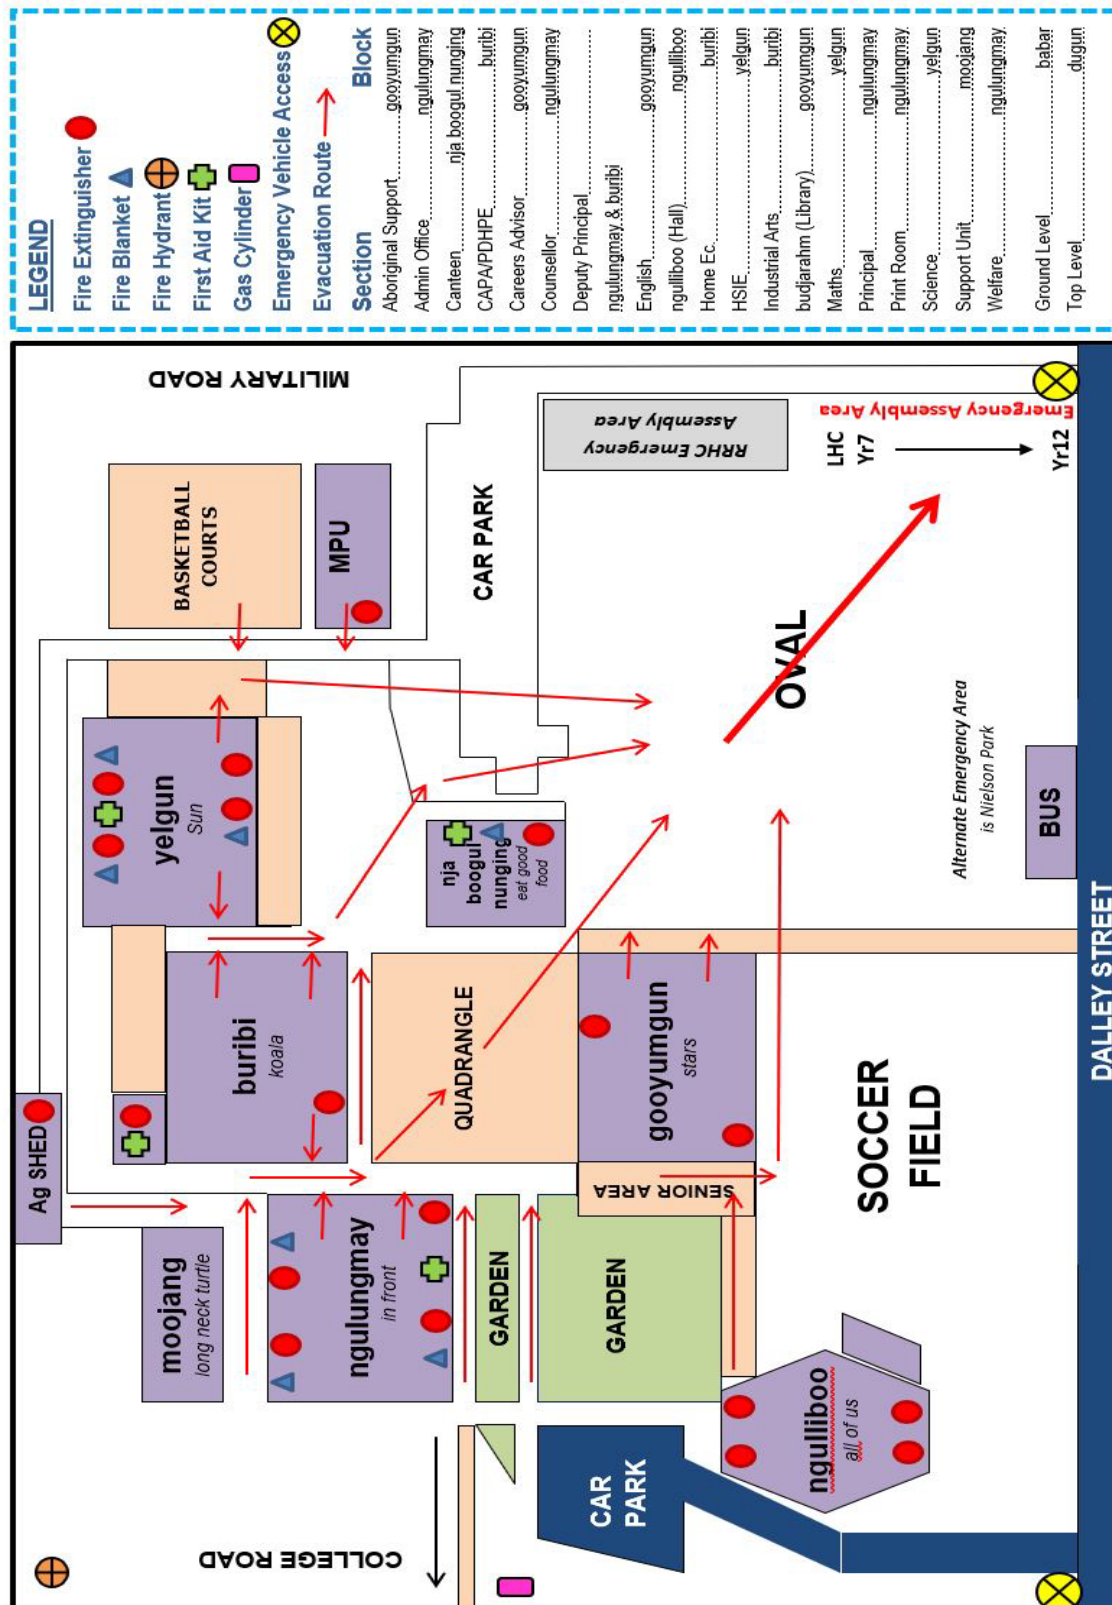 LEGEND
Fire Extinguisher
Fire Blanket
Fire Hydrant
First Aid Kit
Gas Cylinder
Emergency Vehicle Access
Evacuation Route
Section Block
Aboriginal Support gooyumgun
Admin Office ngulungmay
Canteen nja boogul nunging
CAPA/PDHPE buribi
Careers Advisor gooyumgun
Counsellor ngulungmay
Deputy Principal
ngulungmay & buribi
English gooyumgun
ngulliboo (Hall) ngulliboo
Home Ec. buribi
HSIE yelgun
Industrial Arts buribi
budjarahm (Library) gooyumgun
Maths yelgun
Principal ngulungmay
Print Room ngulungmay
Science yelgun
Support Unit moojang
Welfare ngulungmay
Ground Level babar
Top Level dugun
MILITARY ROAD
BASKETBALL
COURTS
MPU
CAR PARK
RRHC Emergency
Assembly Area
Emergency Assembly Area
LHC
Yr7
Yr12
OVAL
Alternate Emergency Area
is Nielson Park
BUS
yelgun
Sun
nja
boogul
nunging
eat good
food
buribi
koala
QUADRANGLE
gooyumgun
stars
SENIOR AREA
SOCCER
FIELD
DALLEY STREET
Ag SHED
moojang
long neck turtle
ngulungmay
in front
GARDEN
GARDEN
ngulliboo
all of us
COLLEGE ROAD
CAR
PARK